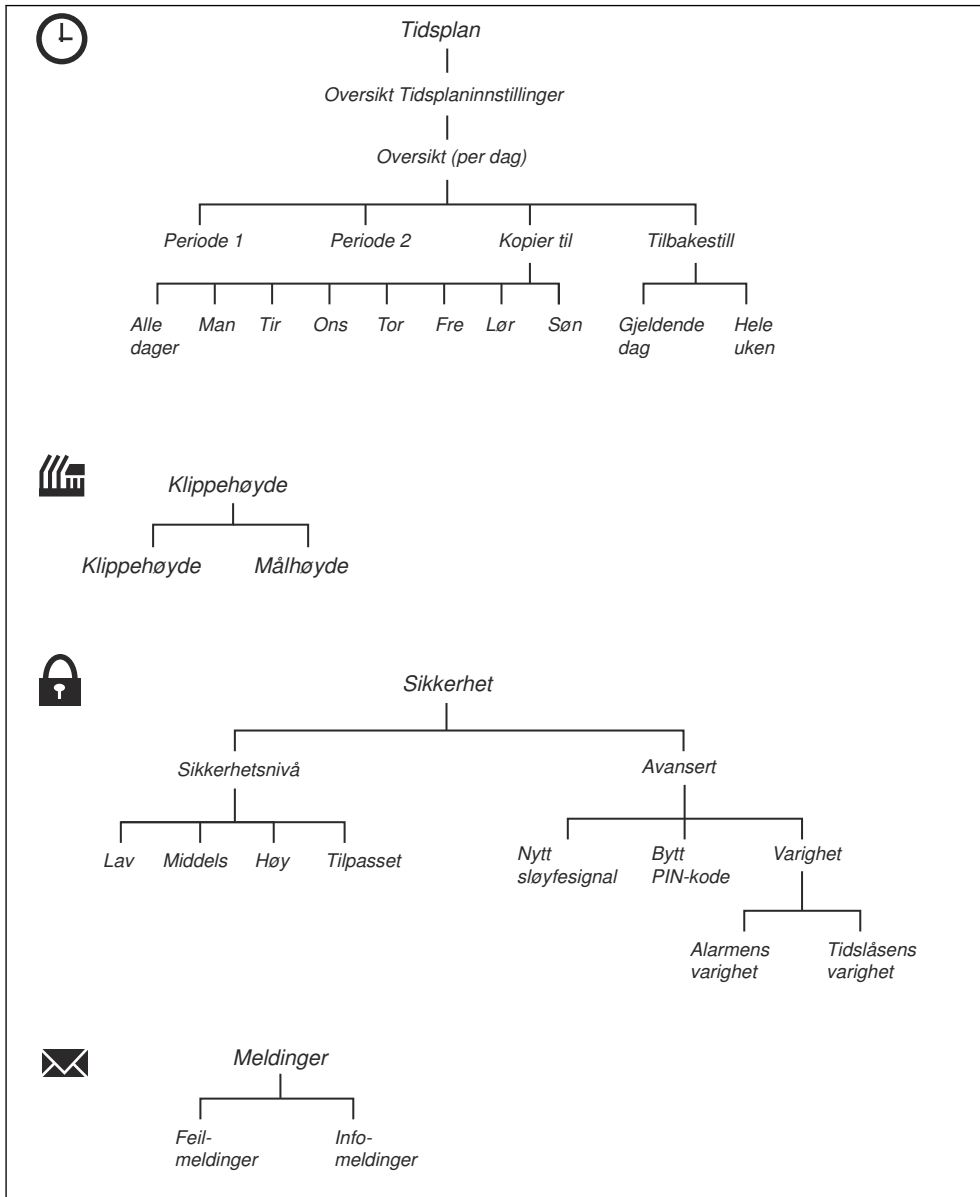 Tidsplan
Oversikt Tidsplaninnstillinger
Oversikt (per dag)
Periode 1 Periode 2 Kopier til Tilbakestill
Alle dager Man Tir Ons Tor Fre Lør Søn Gjeldende dag Hele uken
Klippehøyde
Klippehøyde Målhøyde
Sikkerhet
Sikkerhetsnivå Avansert
Lav Middels Høy Tilpasset Nytt sløyfesignal Bytt PIN-kode Varighet
Alarmens varighet Tidslåsens varighet
Meldinger
Feil-
meldinger
Info-
meldinger